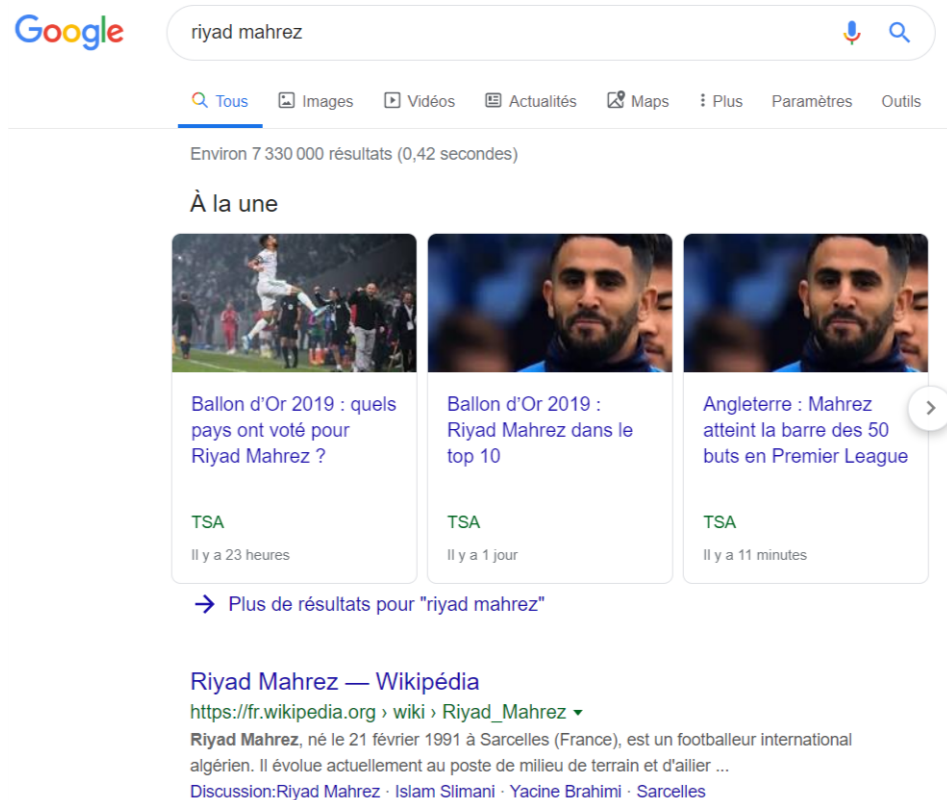 Google
riyad mahrez
Tous Images Vidéos Actualités Maps Plus Paramètres Outils
Environ 7 330 000 résultats (0,42 secondes)
À la une
Ballon d'Or 2019 : quels
pays ont voté pour
Riyad Mahrez ?
TSA
Il y a 23 heures
Ballon d'Or 2019 :
Riyad Mahrez dans le
top 10
TSA
Il y a 1 jour
Angleterre : Mahrez
atteint la barre des 50
buts en Premier League
TSA
Il y a 11 minutes
Plus de résultats pour "riyad mahrez"
Riyad Mahrez — Wikipédia
https://fr.wikipedia.org › wiki › Riyad_Mahrez
Riyad Mahrez, né le 21 février 1991 à Sarcelles (France), est un footballeur international
algérien. Il évolue actuellement au poste de milieu de terrain et d'ailier ...
Discussion:Riyad Mahrez · Islam Slimani · Yacine Brahimi · Sarcelles